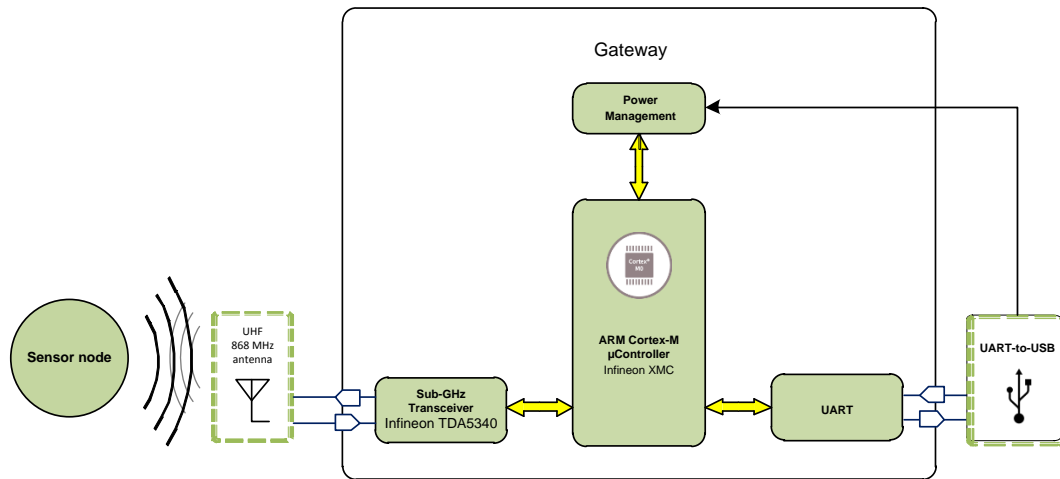 Gateway
Power
Management
Cortex®
M0
ARM Cortex-M
µController
Infineon XMC
Sensor node
UHF
868 MHz
antenna
Sub-GHz
Transceiver
Infineon TDA5340
UART
UART-to-USB